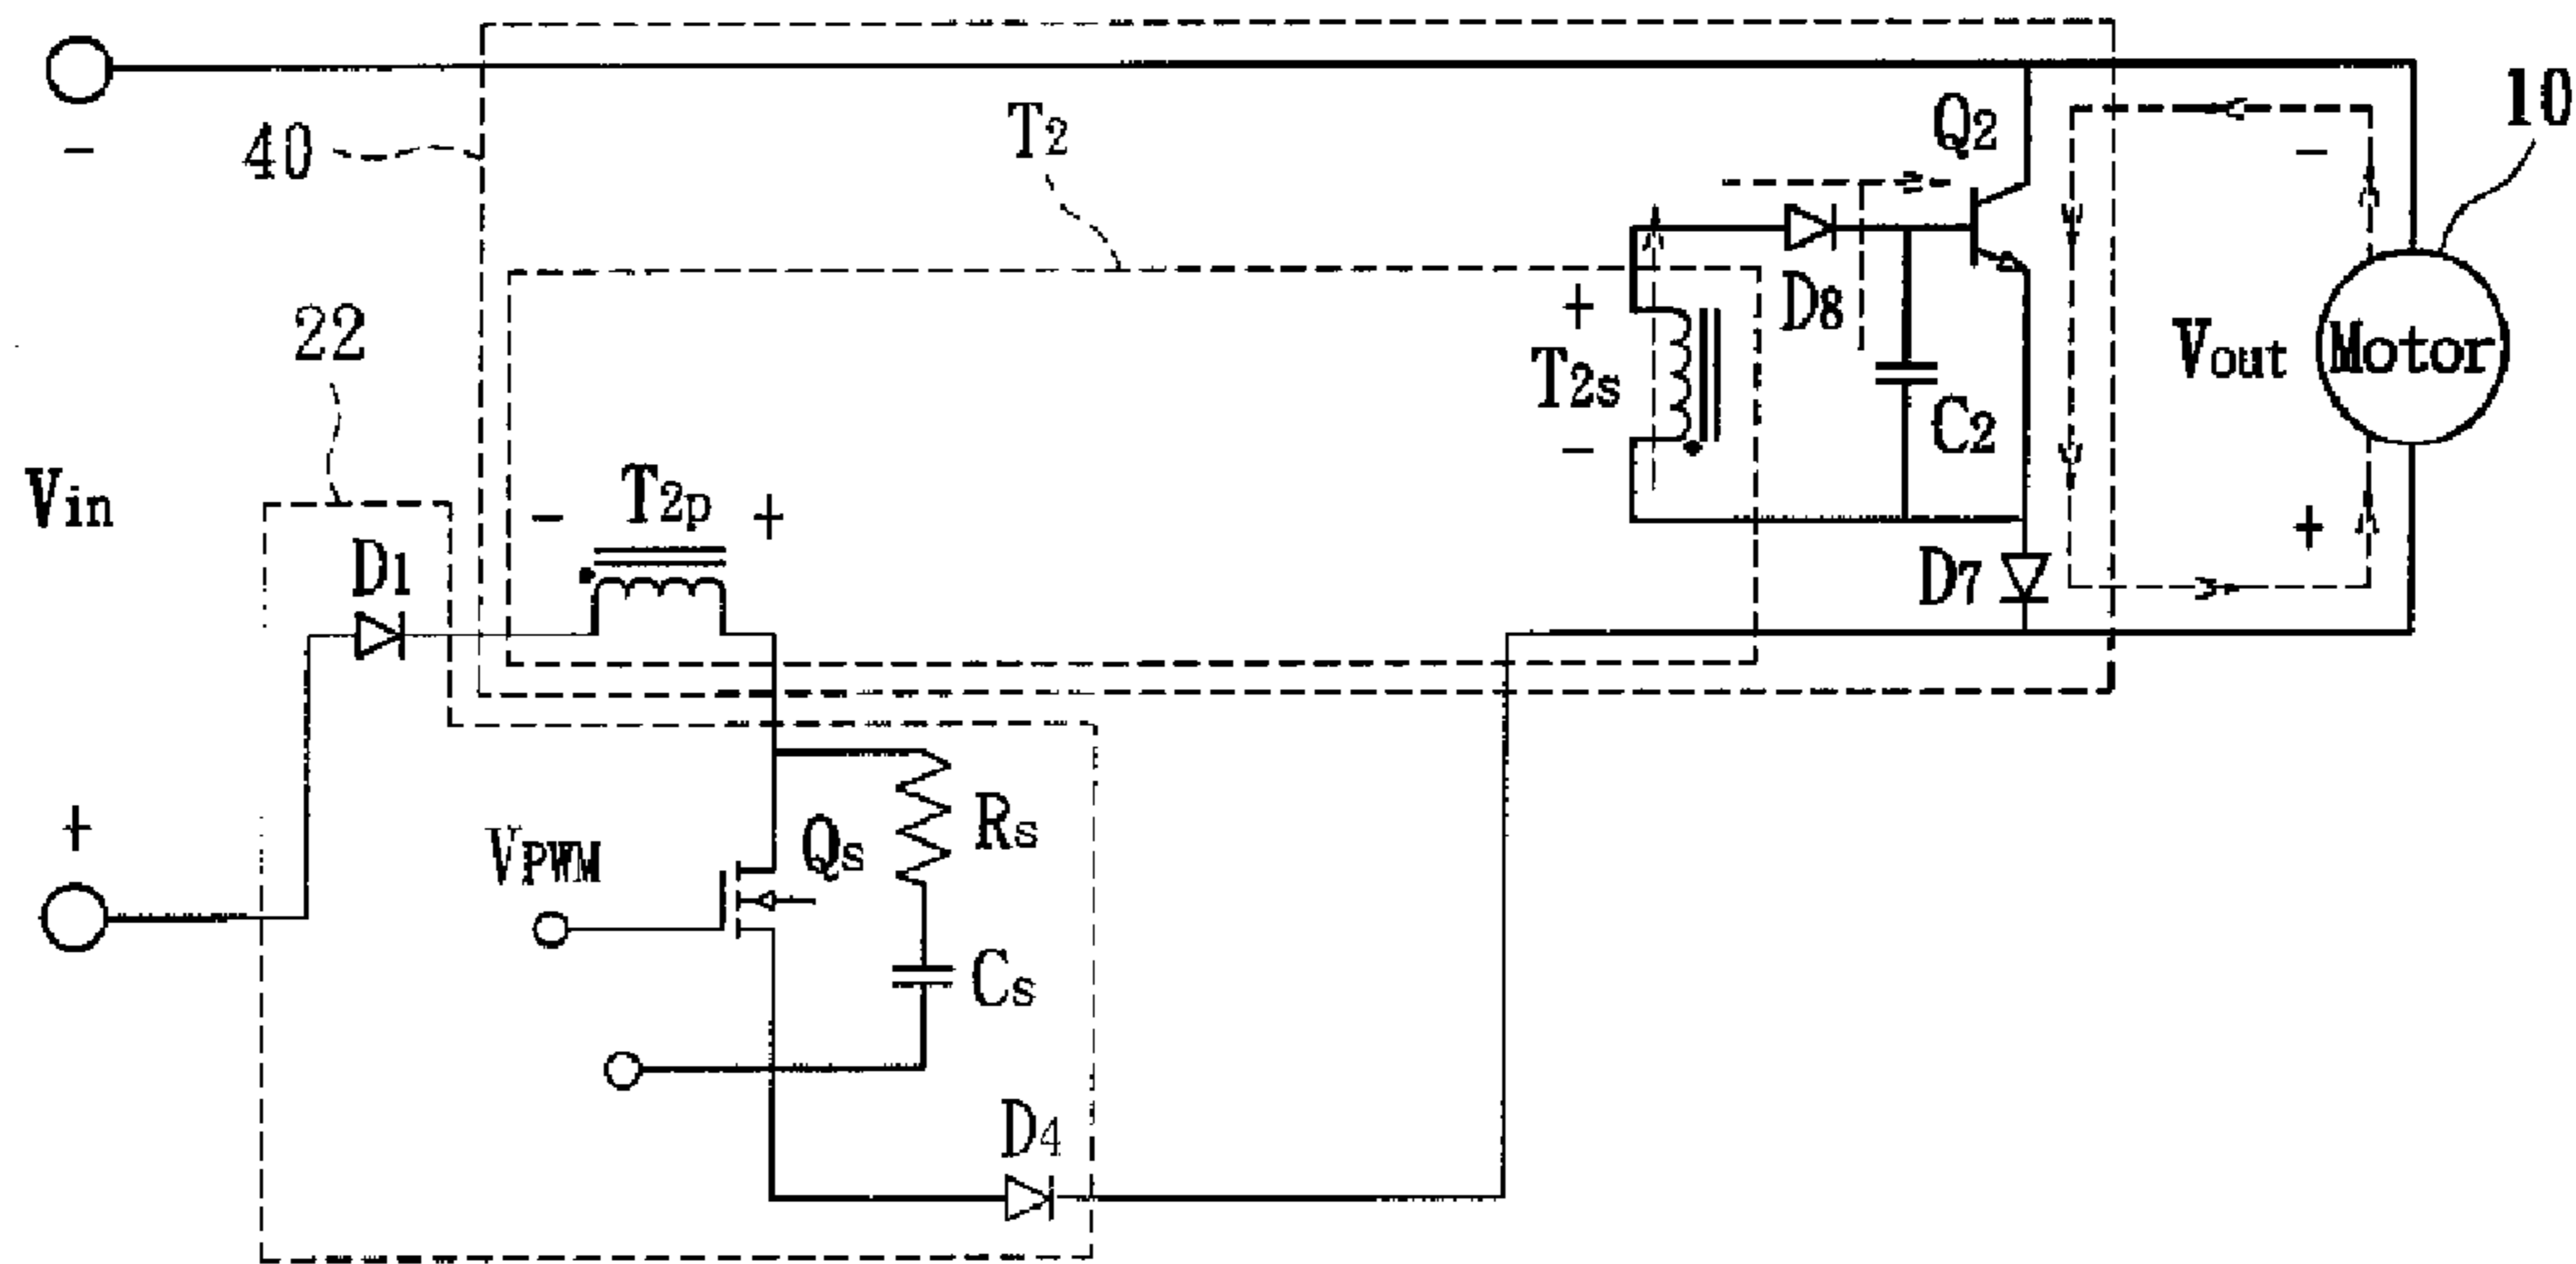 -
40
T2
Q2
10
-
22
+
D8
T2s
Vout
Motor
-
C2
Vin
- T2p +
+
D1
D7
+
VPWM
Qs
Rs
Cs
D4